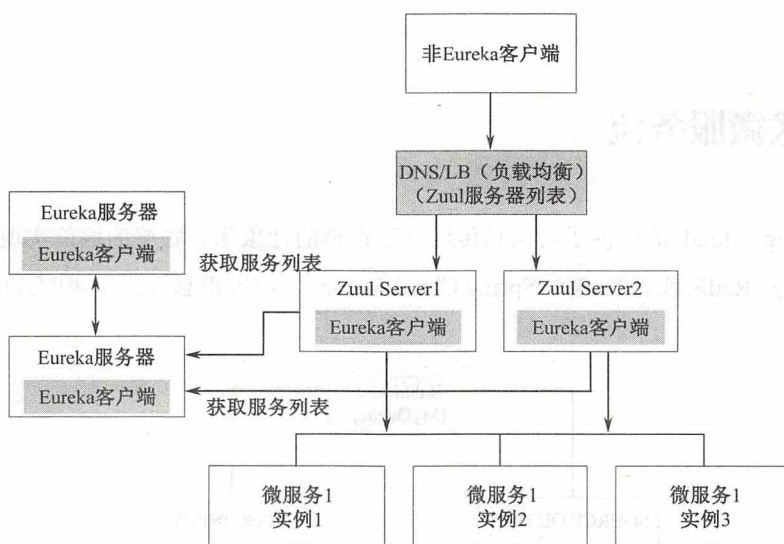 非Eureka客户端
DNS/LB（负载均衡）
（Zuul服务器列表）
Eureka服务器
Eureka客户端
获取服务列表
Zuul Server1
Eureka客户端
Zuul Server2
Eureka客户端
Eureka服务器
Eureka客户端
获取服务列表
微服务1
实例1
微服务1
实例2
微服务1
实例3